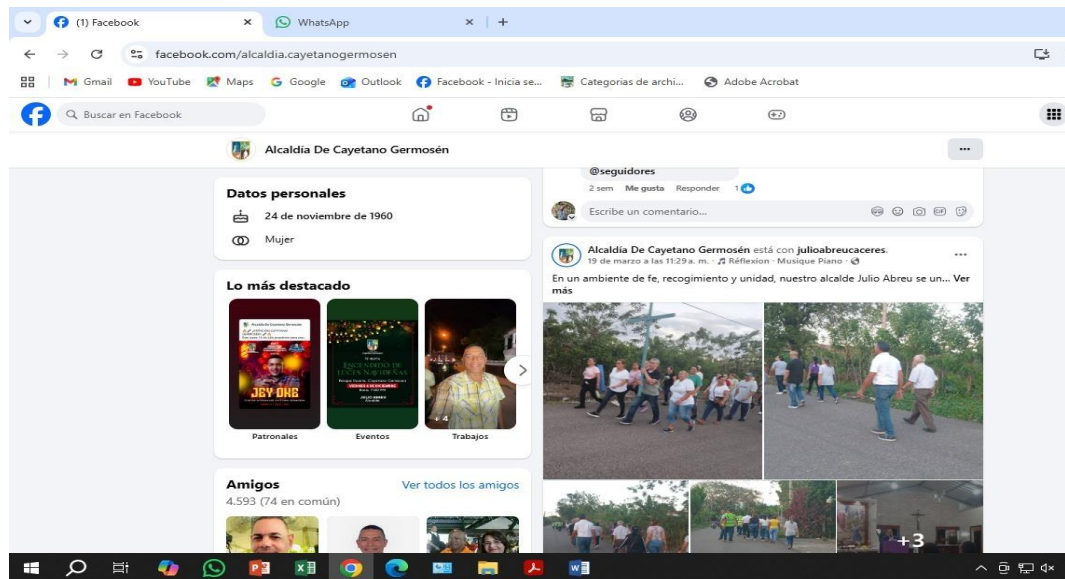 (1) Facebook
WhatsApp
facebook.com/alcaldia.cayetanogermosen
Gmail
YouTube
Maps
Google
Outlook
Facebook - Inicia se...
Categorias de archi...
Adobe Acrobat
Buscar en Facebook
Alcaldía De Cayetano Germosén
Datos personales
24 de noviembre de 1960
Mujer
Lo más destacado
JEY ONE
ENCENDIDO DE
LUCES NAVIDEÑAS
+ 4
Patronales
Eventos
Trabajos
Amigos
Ver todos los amigos
4.593 (74 en común)
@seguidores
2 sem Me gusta Responder 1
Escribe un comentario...
GIF
Alcaldía De Cayetano Germosén está con julioabreucaceres.
19 de marzo a las 11:29 a. m. · Réflexion - Musique Piano ·
En un ambiente de fe, recogimiento y unidad, nuestro alcalde Julio Abreu se un... Ver
más
+3